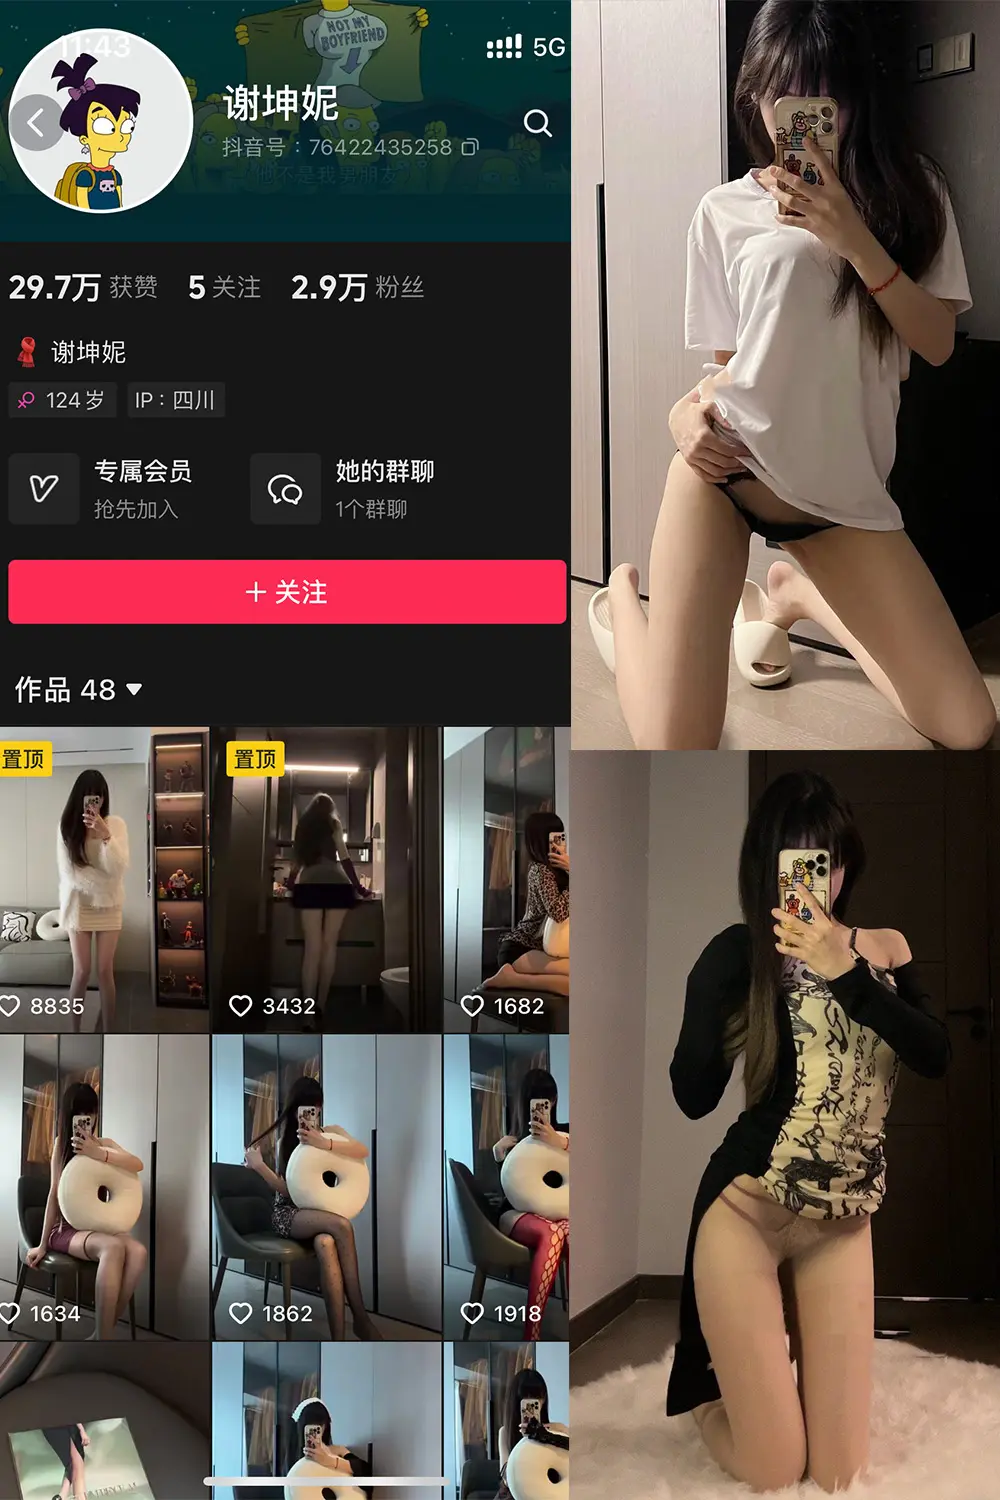 11:43
5G
NOT MY
BOYFRIEND
谢坤妮
抖音号：76422435258
他不是我男朋友
29.7万 获赞 5 关注 2.9万 粉丝
谢坤妮
124岁 IP：四川
专属会员 她的群聊
抢先加入 1个群聊
+ 关注
作品 48
置顶 置顶
8835 3432 1682
1634 1862 1918